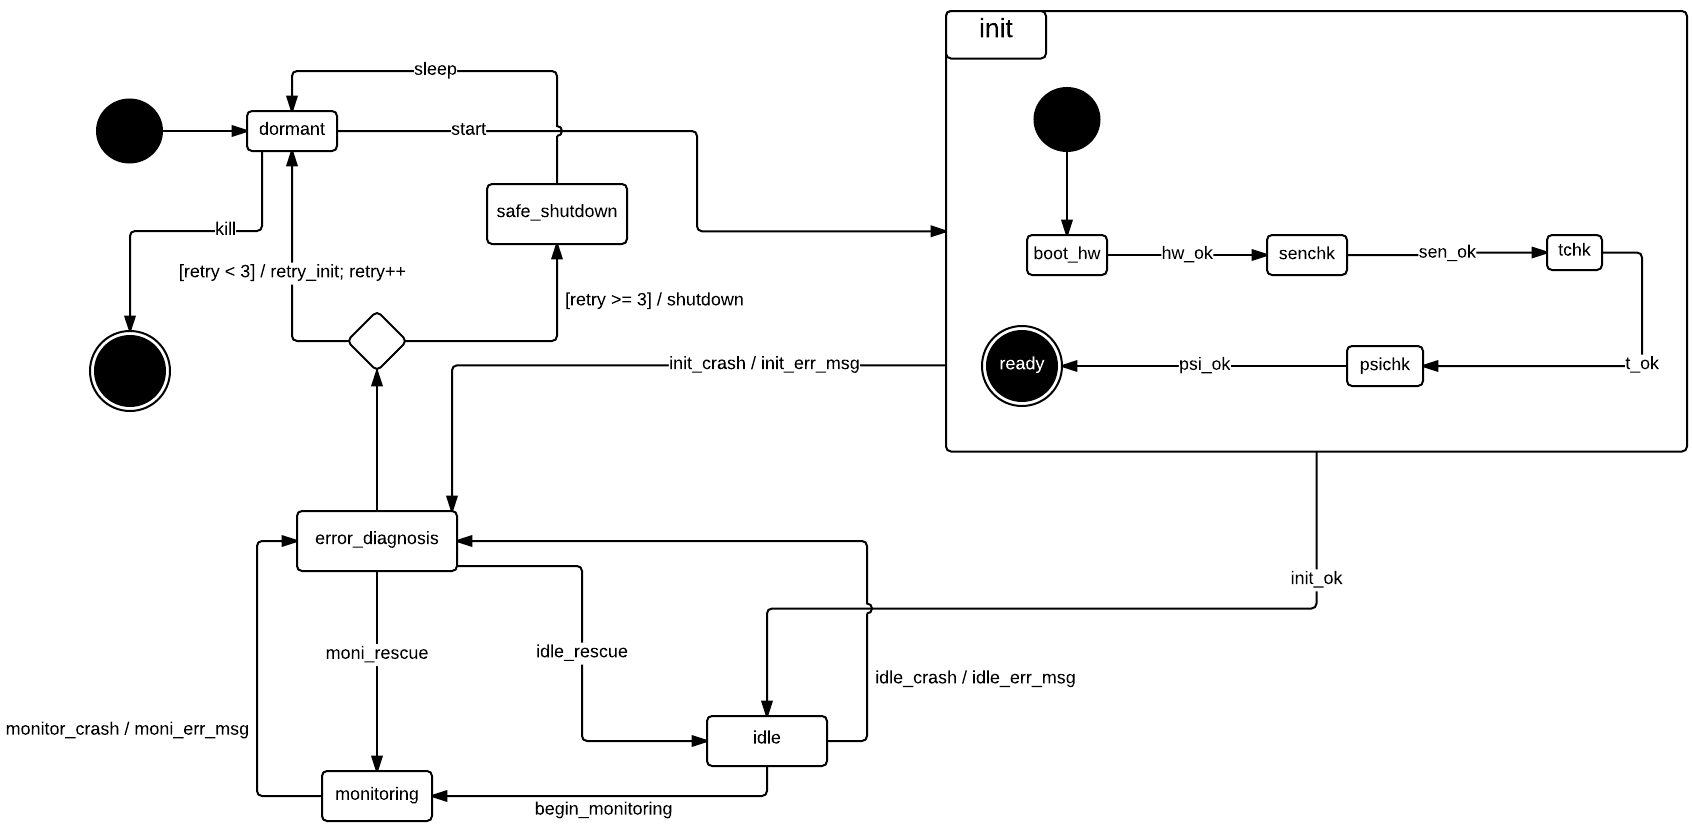 init
sleep
dormant
start
safe_shutdown
kill
boot_hw
hw_ok
senchk
sen_ok
tchk
[retry < 3] / retry_init; retry++
[retry >= 3] / shutdown
init_crash / init_err_msg
ready
psi_ok
psichk
t_ok
error_diagnosis
init_ok
moni_rescue
idle_rescue
idle_crash / idle_err_msg
monitor_crash / moni_err_msg
idle
monitoring
begin_monitoring